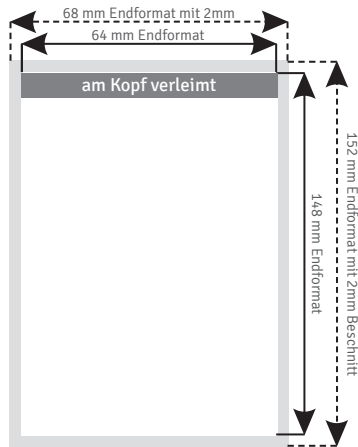 68 mm Endformat mit 2mm
64 mm Endformat
am Kopf verleimt
148 mm Endformat
152 mm Endformat mit 2mm Beschnitt